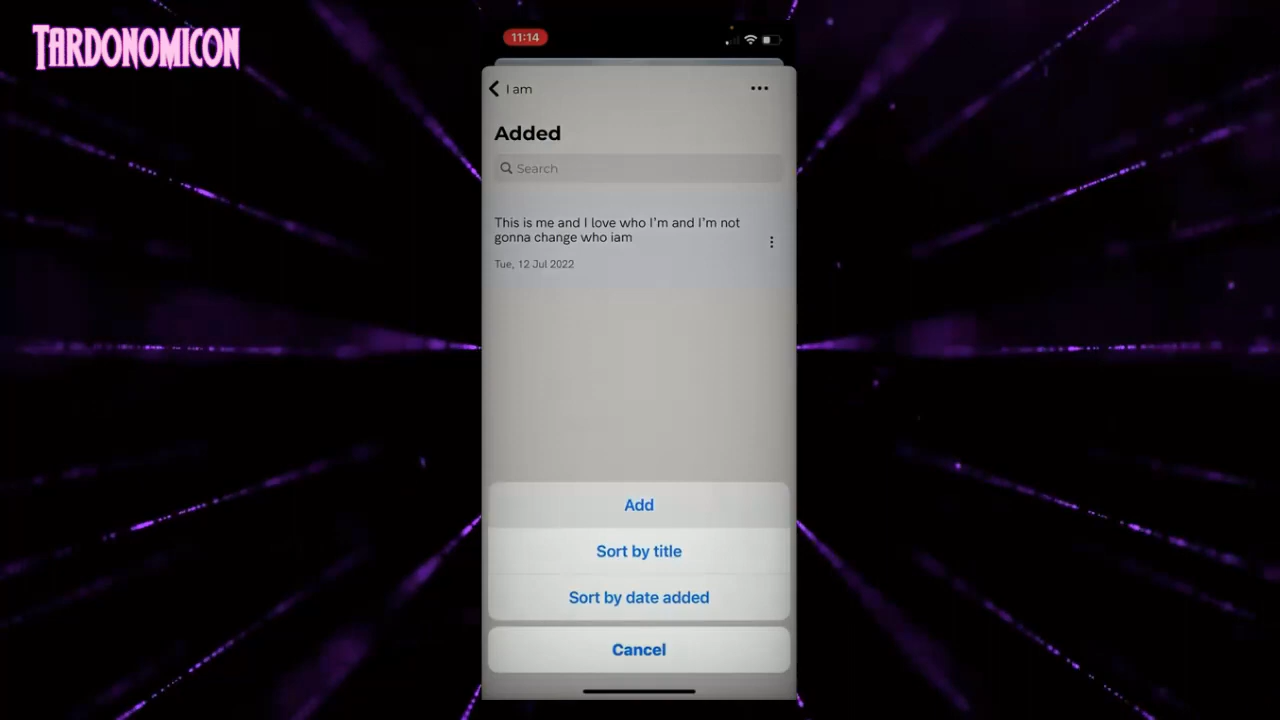 TARDONOMICON
11:14
I am
Added
Search
This is me and I love who I'm and I'm not
gonna change who iam
Tue, 12 Jul 2022
Add
Sort by title
Sort by date added
Cancel